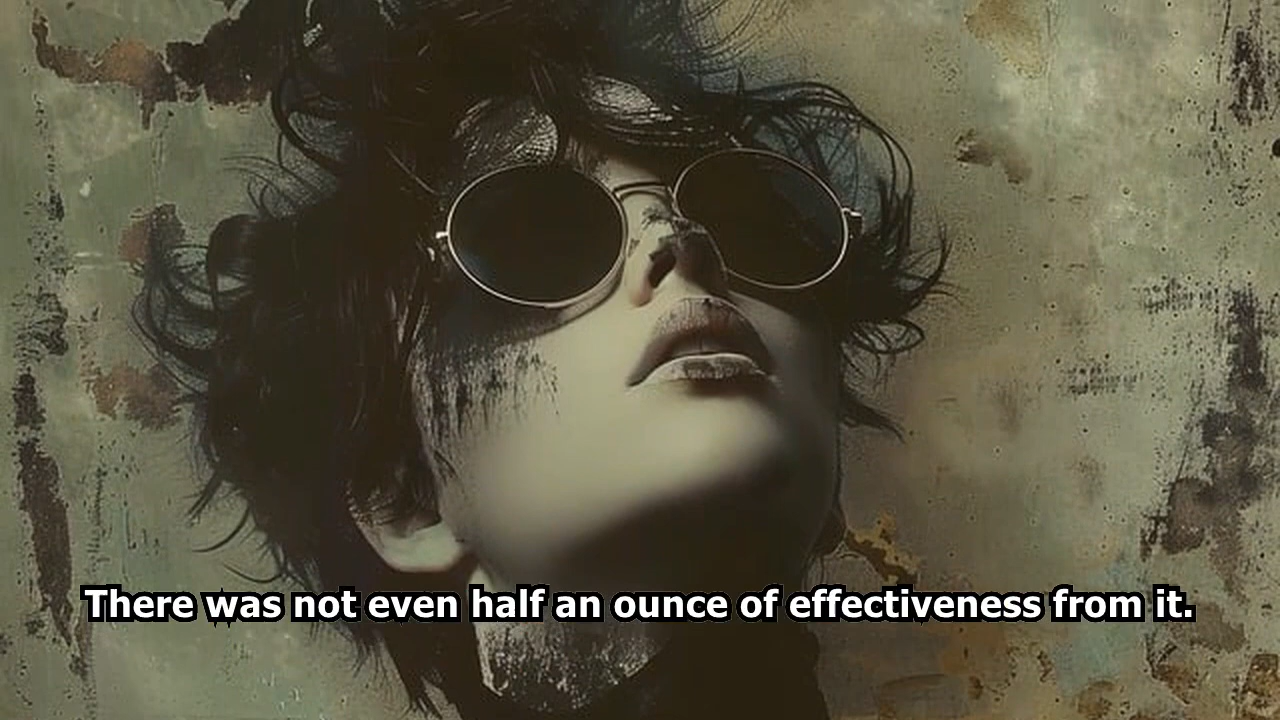 There was not even half an ounce of effectiveness from it.